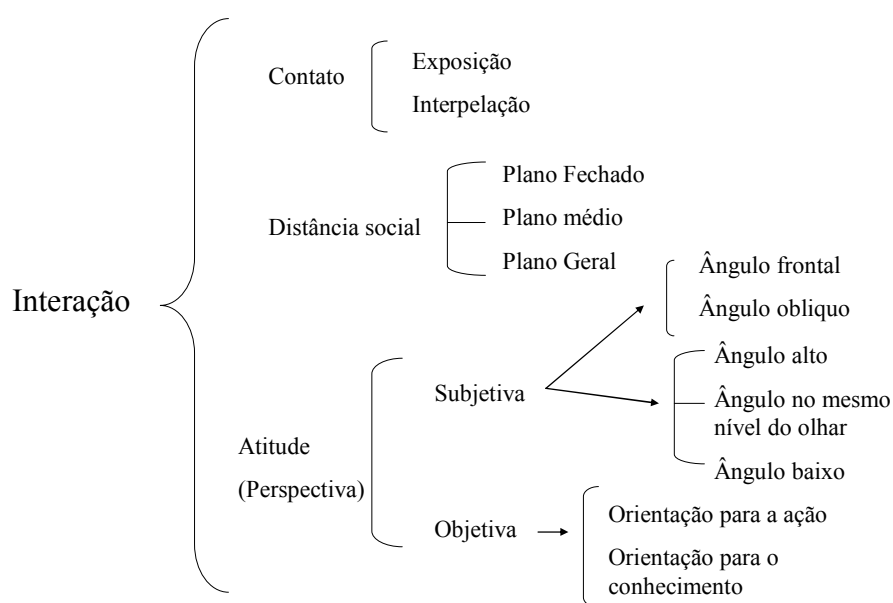 Interação
Contato
Exposição
Interpelação
Distância social
Plano Fechado
Plano médio
Plano Geral
Atitude
(Perspectiva)
Subjetiva
Ângulo frontal
Ângulo obliquo
Ângulo alto
Ângulo no mesmo
nível do olhar
Ângulo baixo
Objetiva
Orientação para a ação
Orientação para o
conhecimento